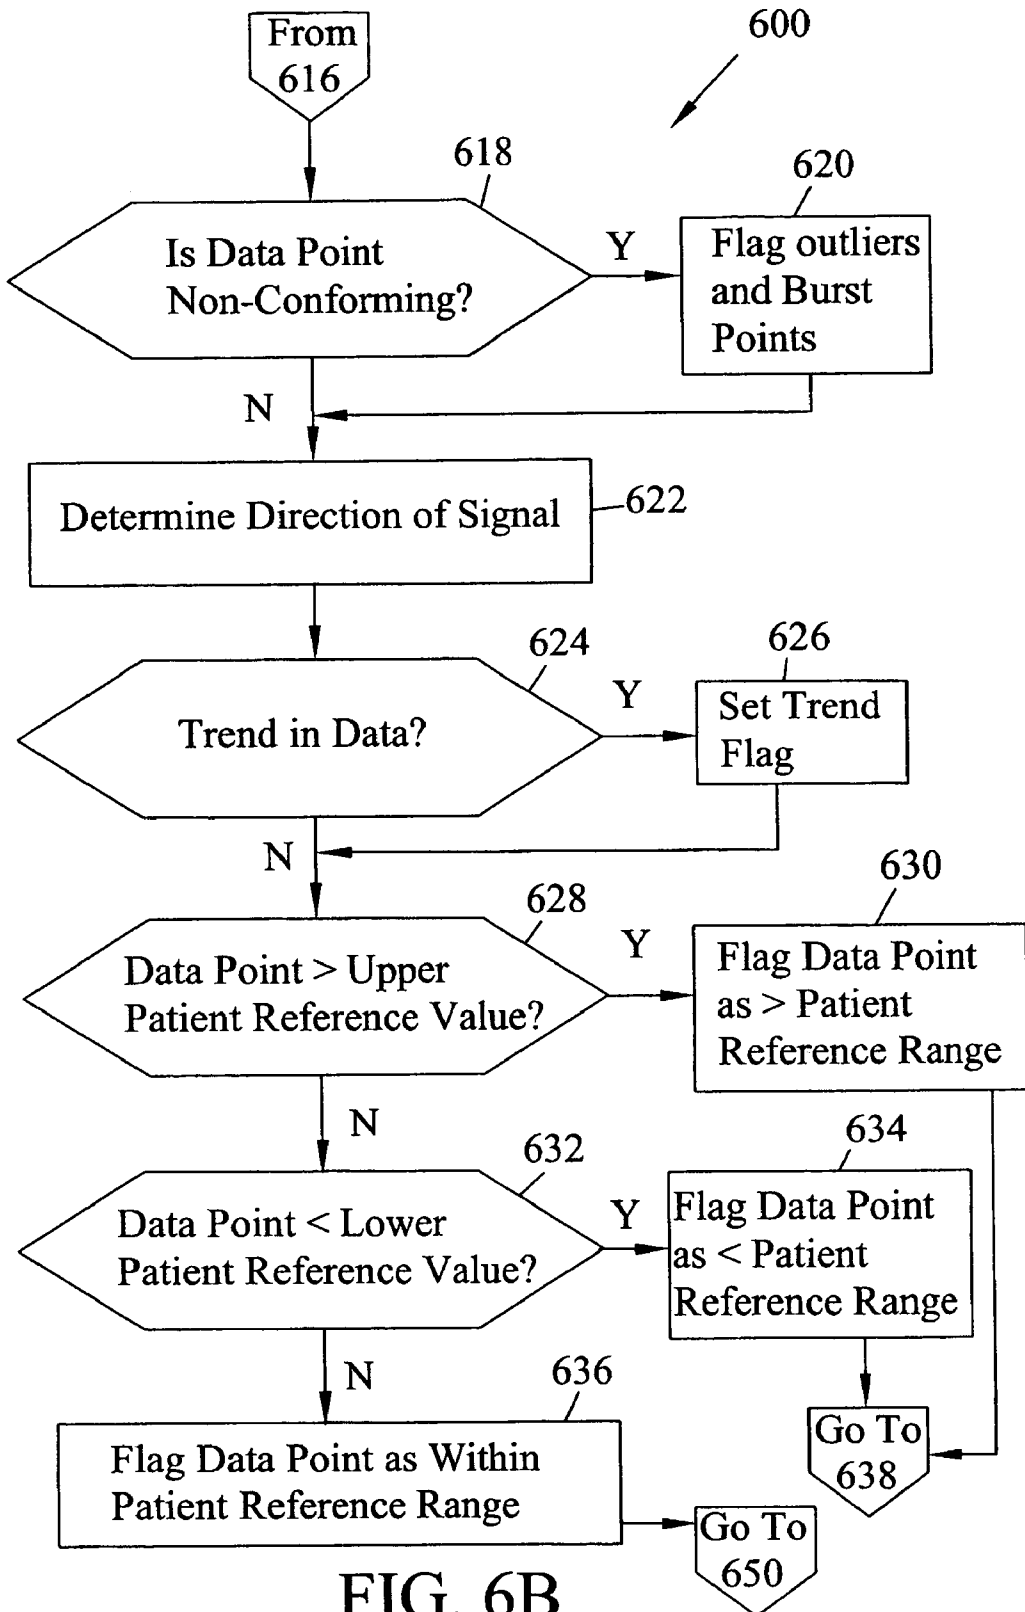 From
616
600
618
620
Is Data Point
Non-Conforming?
Y
Flag outliers
and Burst
Points
N
Determine Direction of Signal
622
624
626
Trend in Data?
Y
Set Trend
Flag
N
628
630
Data Point > Upper
Patient Reference Value?
Y
Flag Data Point
as > Patient
Reference Range
N
632
634
Data Point < Lower
Patient Reference Value?
Y
Flag Data Point
as < Patient
Reference Range
N
636
Flag Data Point as Within
Patient Reference Range
Go To
638
Go To
650
FIG. 6B